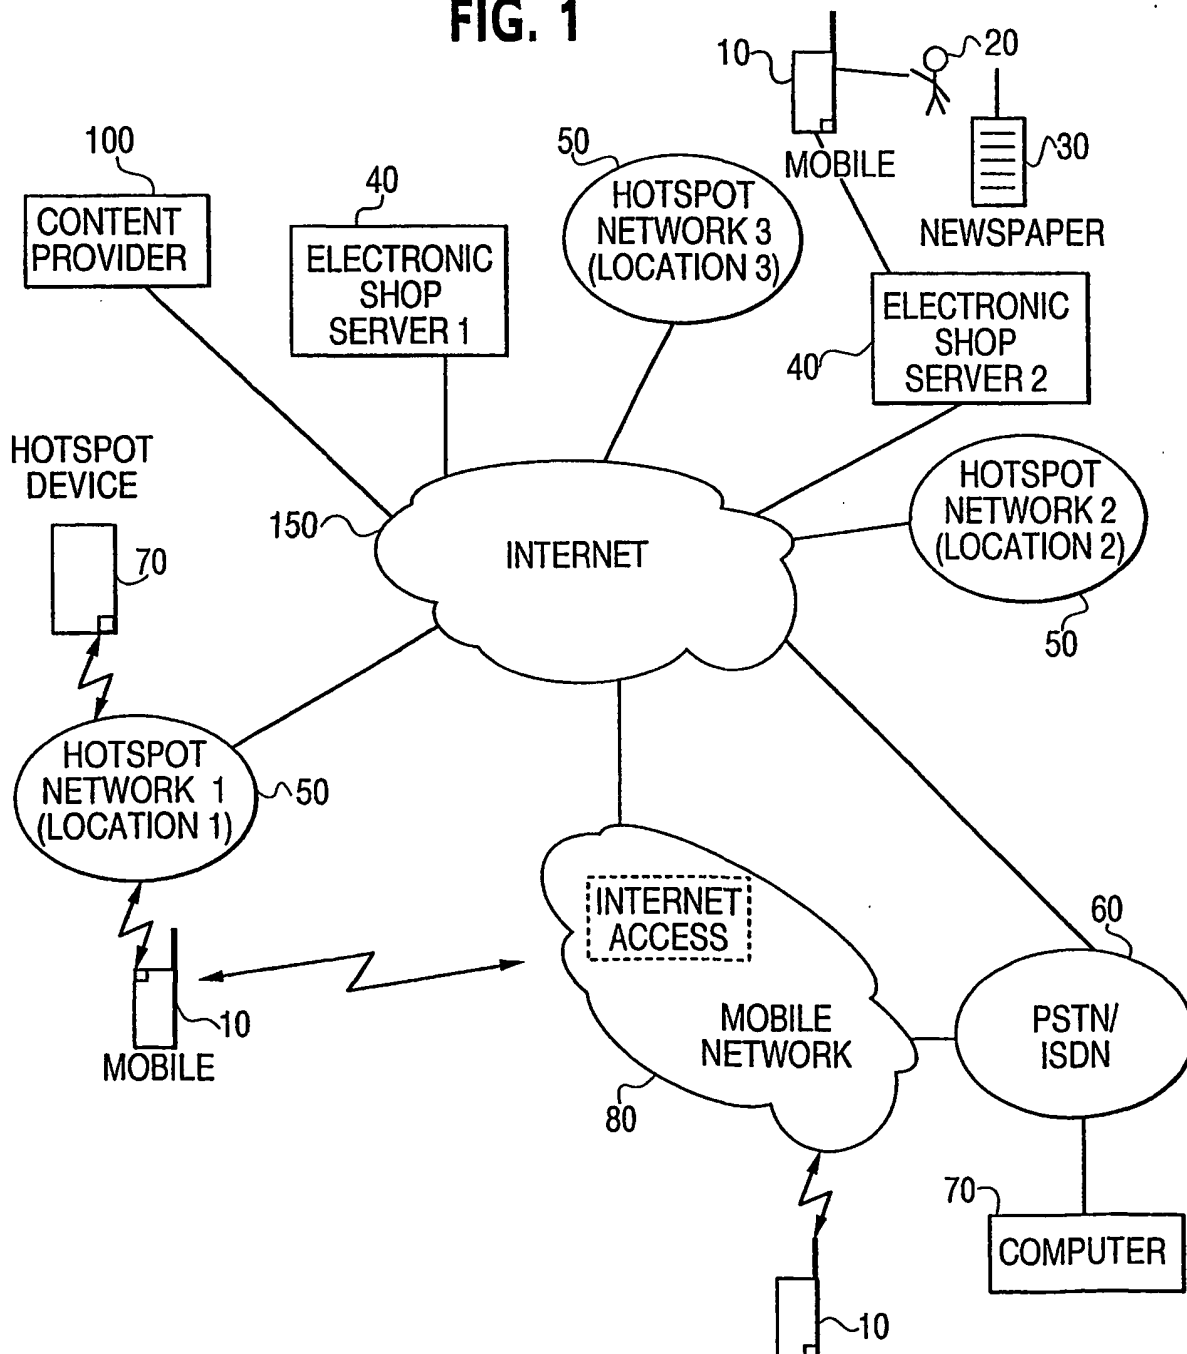 FIG. 1
10
20
30
MOBILE
NEWSPAPER
100
CONTENT
PROVIDER
40
ELECTRONIC
SHOP
SERVER 1
50
HOTSPOT
NETWORK 3
(LOCATION 3)
40
ELECTRONIC
SHOP
SERVER 2
HOTSPOT
DEVICE
70
150
INTERNET
HOTSPOT
NETWORK 2
(LOCATION 2)
50
HOTSPOT
NETWORK 1
(LOCATION 1)
50
INTERNET
ACCESS
10
MOBILE
MOBILE
NETWORK
80
60
PSTN/
ISDN
70
COMPUTER
10